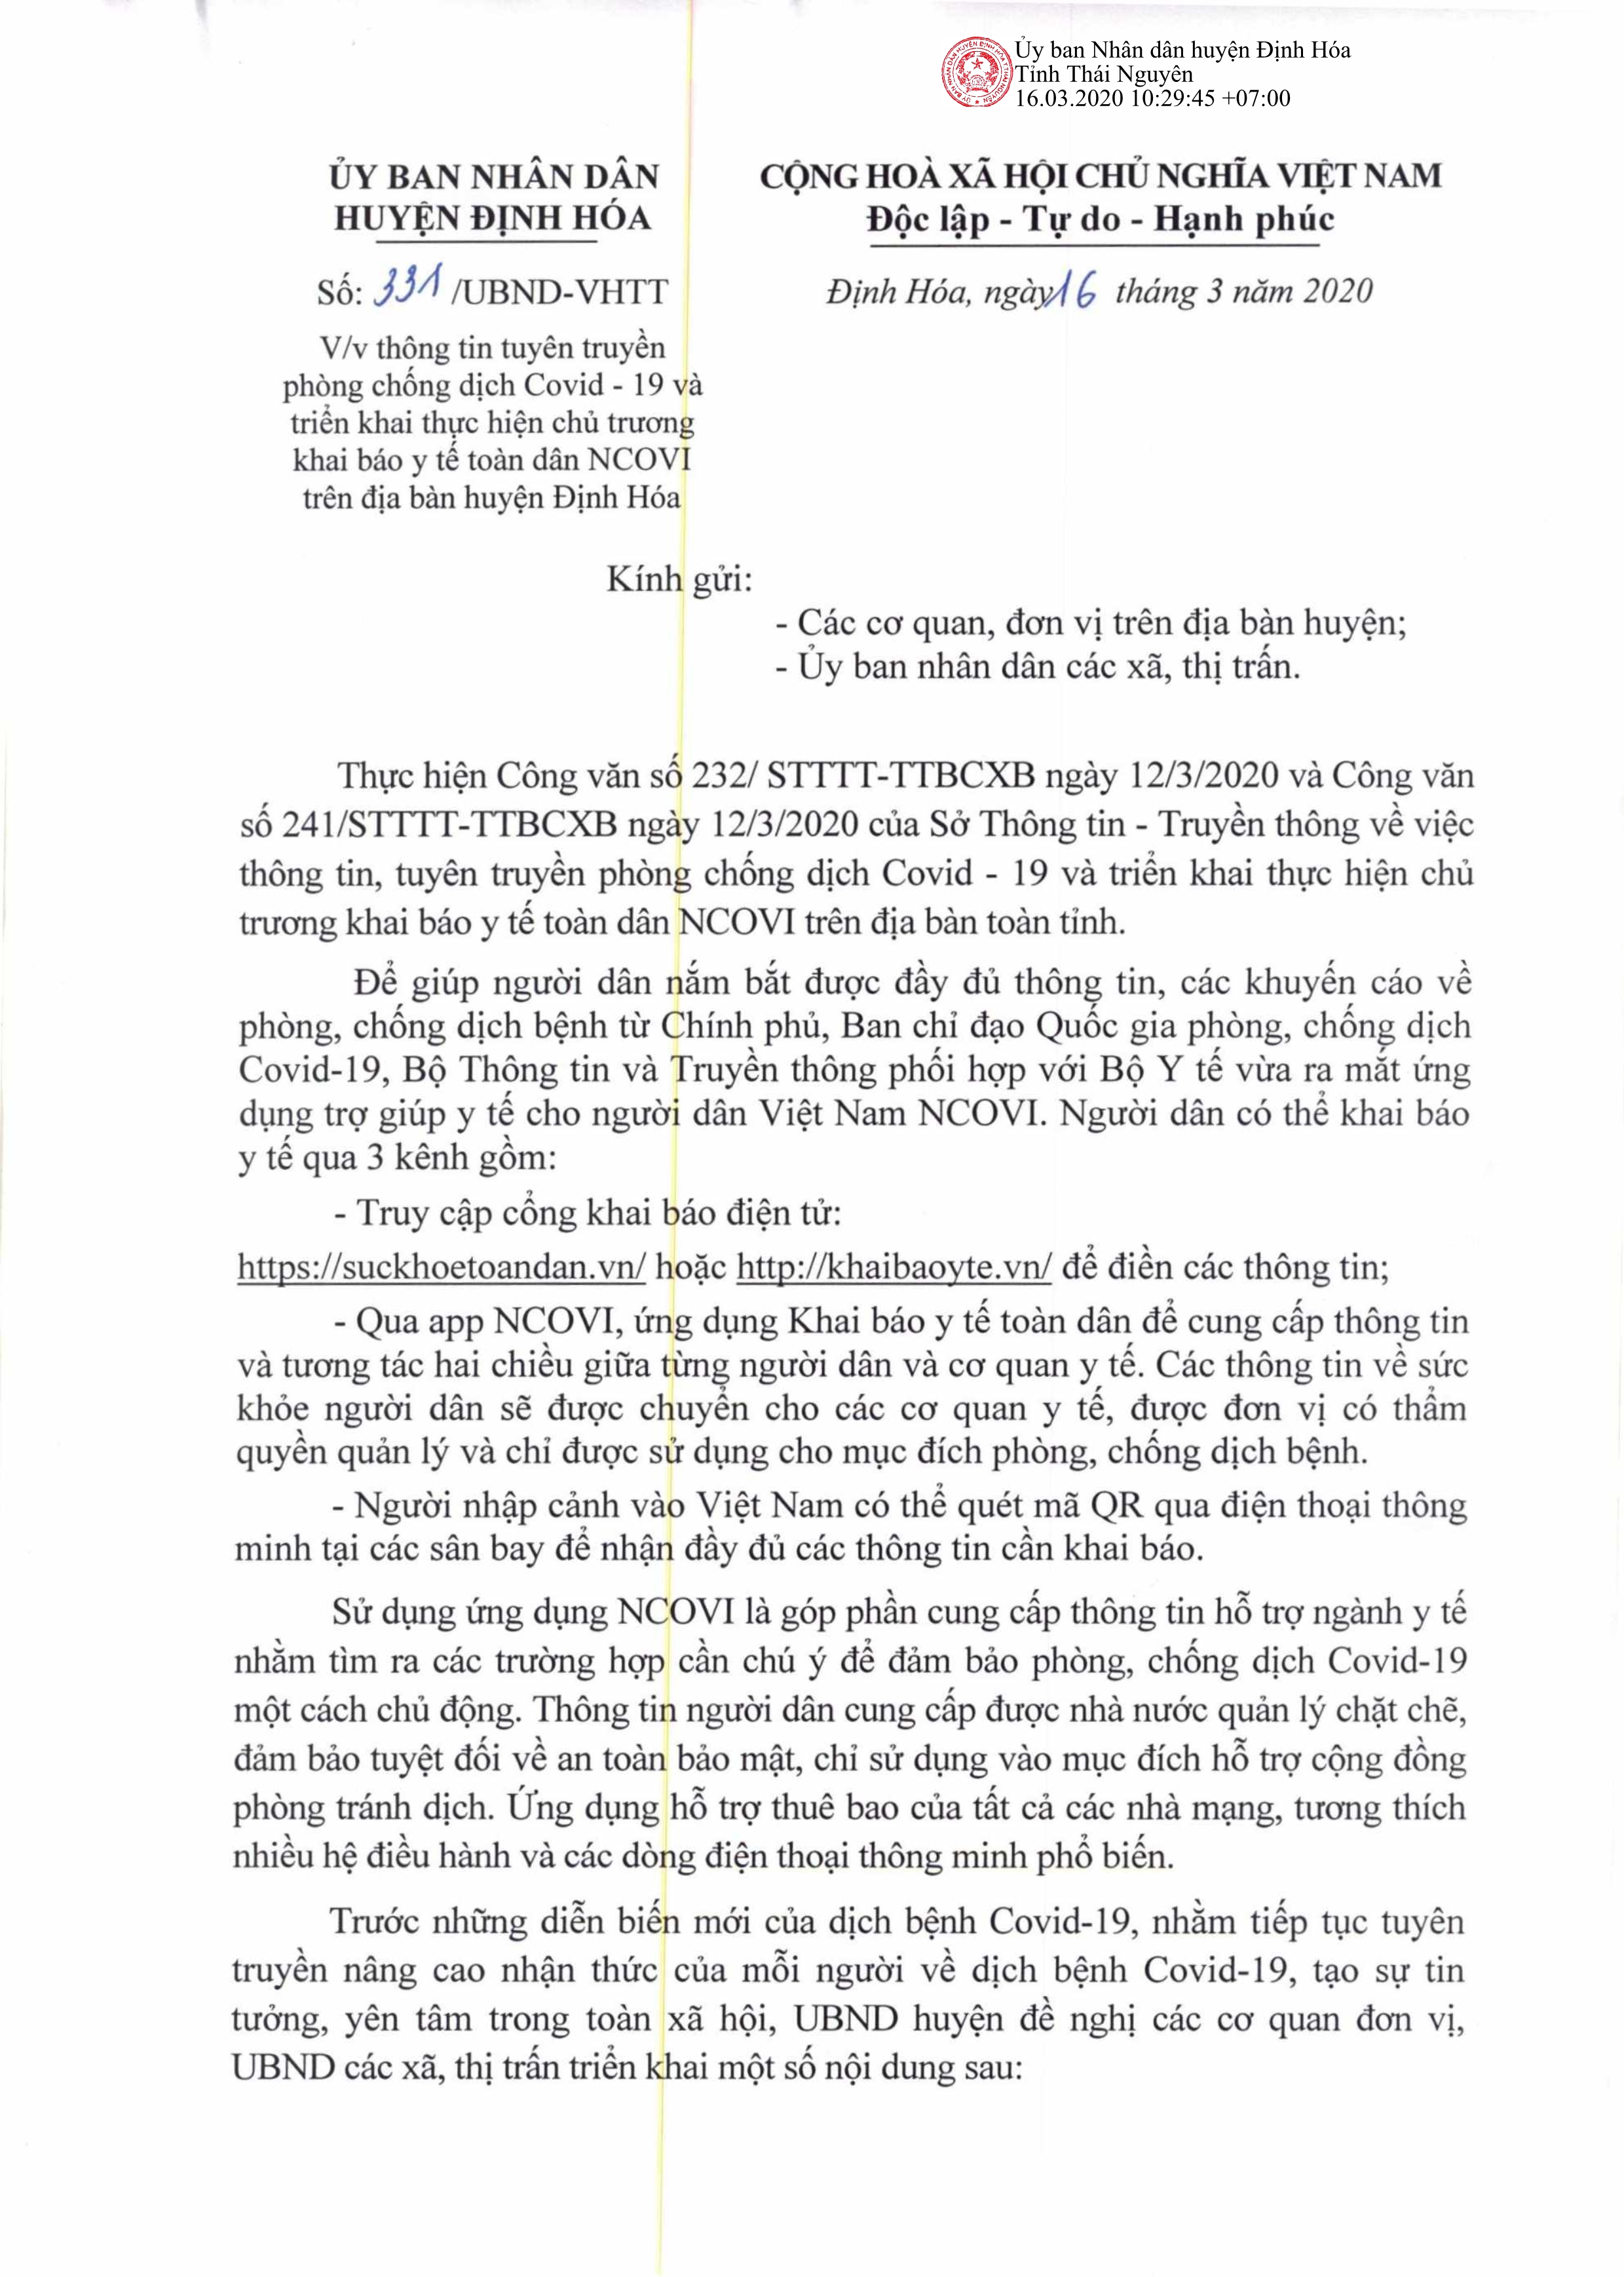 Ủy ban Nhân dân huyện Định Hóa
Tỉnh Thái Nguyên
16.03.2020 10:29:45 +07:00
ỦY BAN NHÂN DÂN
HUYỆN ĐỊNH HÓA
CỘNG HOÀ XÃ HỘI CHỦ NGHĨA VIỆT NAM
Độc lập - Tự do - Hạnh phúc
Số: 331 /UBND-VHTT
Định Hóa, ngày 16 tháng 3 năm 2020
V/v thông tin tuyên truyền
phòng chống dịch Covid - 19 và
triển khai thực hiện chủ trương
khai báo y tế toàn dân NCOVI
trên địa bàn huyện Định Hóa
Kính gửi:
- Các cơ quan, đơn vị trên địa bàn huyện;
- Ủy ban nhân dân các xã, thị trấn.
Thực hiện Công văn số 232/ STTTT-TTBCXB ngày 12/3/2020 và Công văn
số 241/STTTT-TTBCXB ngày 12/3/2020 của Sở Thông tin - Truyền thông về việc
thông tin, tuyên truyền phòng chống dịch Covid - 19 và triển khai thực hiện chủ
trương khai báo y tế toàn dân NCOVI trên địa bàn toàn tỉnh.
Để giúp người dân nắm bắt được đầy đủ thông tin, các khuyến cáo về
phòng, chống dịch bệnh từ Chính phủ, Ban chỉ đạo Quốc gia phòng, chống dịch
Covid-19, Bộ Thông tin và Truyền thông phối hợp với Bộ Y tế vừa ra mắt ứng
dụng trợ giúp y tế cho người dân Việt Nam NCOVI. Người dân có thể khai báo
y tế qua 3 kênh gồm:
- Truy cập cổng khai báo điện tử:
https://suckhoetoandan.vn/ hoặc http://khaibaoyte.vn/ để điền các thông tin;
- Qua app NCOVI, ứng dụng Khai báo y tế toàn dân để cung cấp thông tin
và tương tác hai chiều giữa từng người dân và cơ quan y tế. Các thông tin về sức
khỏe người dân sẽ được chuyển cho các cơ quan y tế, được đơn vị có thẩm
quyền quản lý và chỉ được sử dụng cho mục đích phòng, chống dịch bệnh.
- Người nhập cảnh vào Việt Nam có thể quét mã QR qua điện thoại thông
minh tại các sân bay để nhận đầy đủ các thông tin cần khai báo.
Sử dụng ứng dụng NCOVI là góp phần cung cấp thông tin hỗ trợ ngành y tế
nhằm tìm ra các trường hợp cần chú ý để đảm bảo phòng, chống dịch Covid-19
một cách chủ động. Thông tin người dân cung cấp được nhà nước quản lý chặt chẽ,
đảm bảo tuyệt đối về an toàn bảo mật, chỉ sử dụng vào mục đích hỗ trợ cộng đồng
phòng tránh dịch. Ứng dụng hỗ trợ thuê bao của tất cả các nhà mạng, tương thích
nhiều hệ điều hành và các dòng điện thoại thông minh phổ biến.
Trước những diễn biến mới của dịch bệnh Covid-19, nhằm tiếp tục tuyên
truyền nâng cao nhận thức của mỗi người về dịch bệnh Covid-19, tạo sự tin
tưởng, yên tâm trong toàn xã hội, UBND huyện đề nghị các cơ quan đơn vị,
UBND các xã, thị trấn triển khai một số nội dung sau: